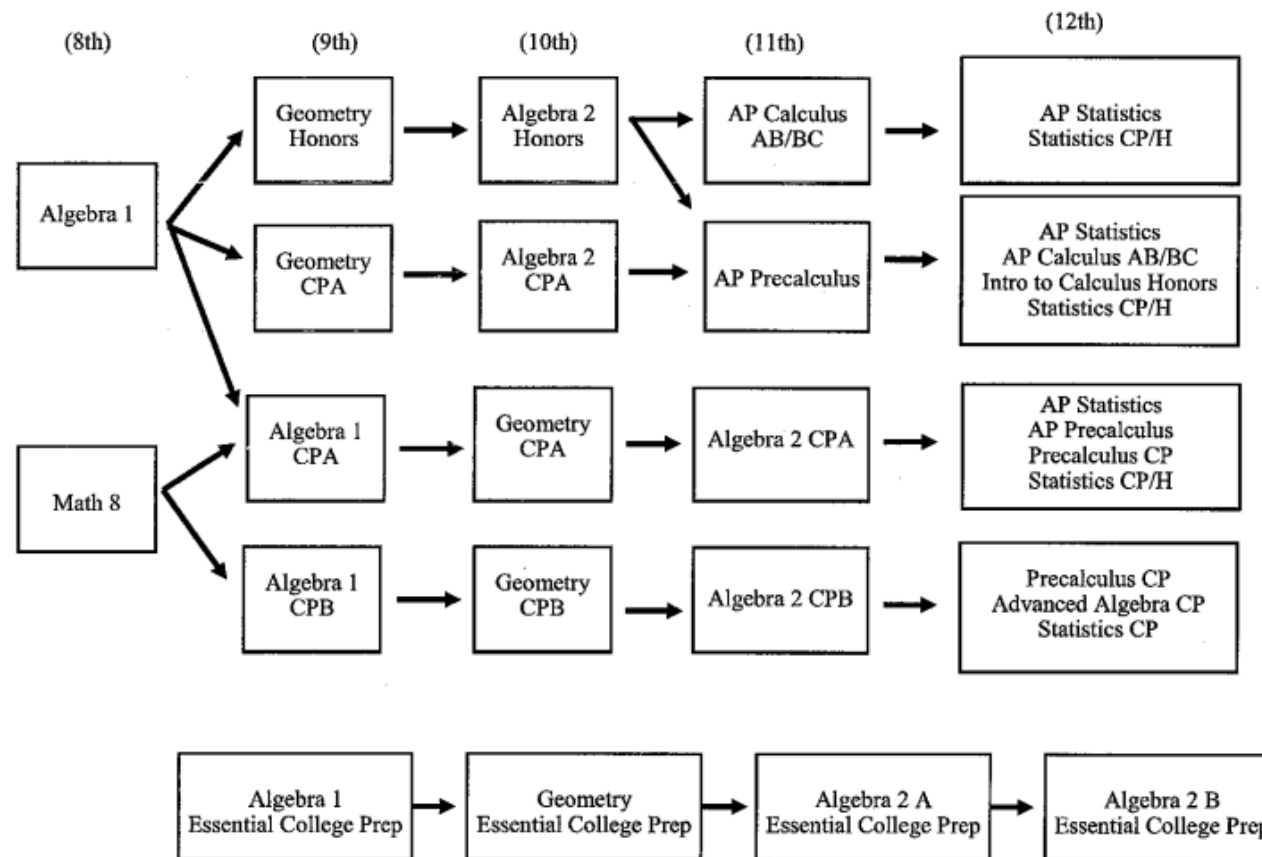 (8th)
(9th)
(10th)
(11th)
(12th)
Algebra 1
Math 8
Geometry
Honors
Algebra 2
Honors
AP Calculus
AB/BC
AP Statistics
Statistics CP/H
Geometry
CPA
Algebra 2
CPA
AP Precalculus
AP Statistics
AP Calculus AB/BC
Intro to Calculus Honors
Statistics CP/H
Algebra 1
CPA
Geometry
CPA
Algebra 2 CPA
AP Statistics
AP Precalculus
Precalculus CP
Statistics CP/H
Algebra 1
CPB
Geometry
CPB
Algebra 2 CPB
Precalculus CP
Advanced Algebra CP
Statistics CP
Algebra 1
Essential College Prep
Geometry
Essential College Prep
Algebra 2 A
Essential College Prep
Algebra 2 B
Essential College Prep